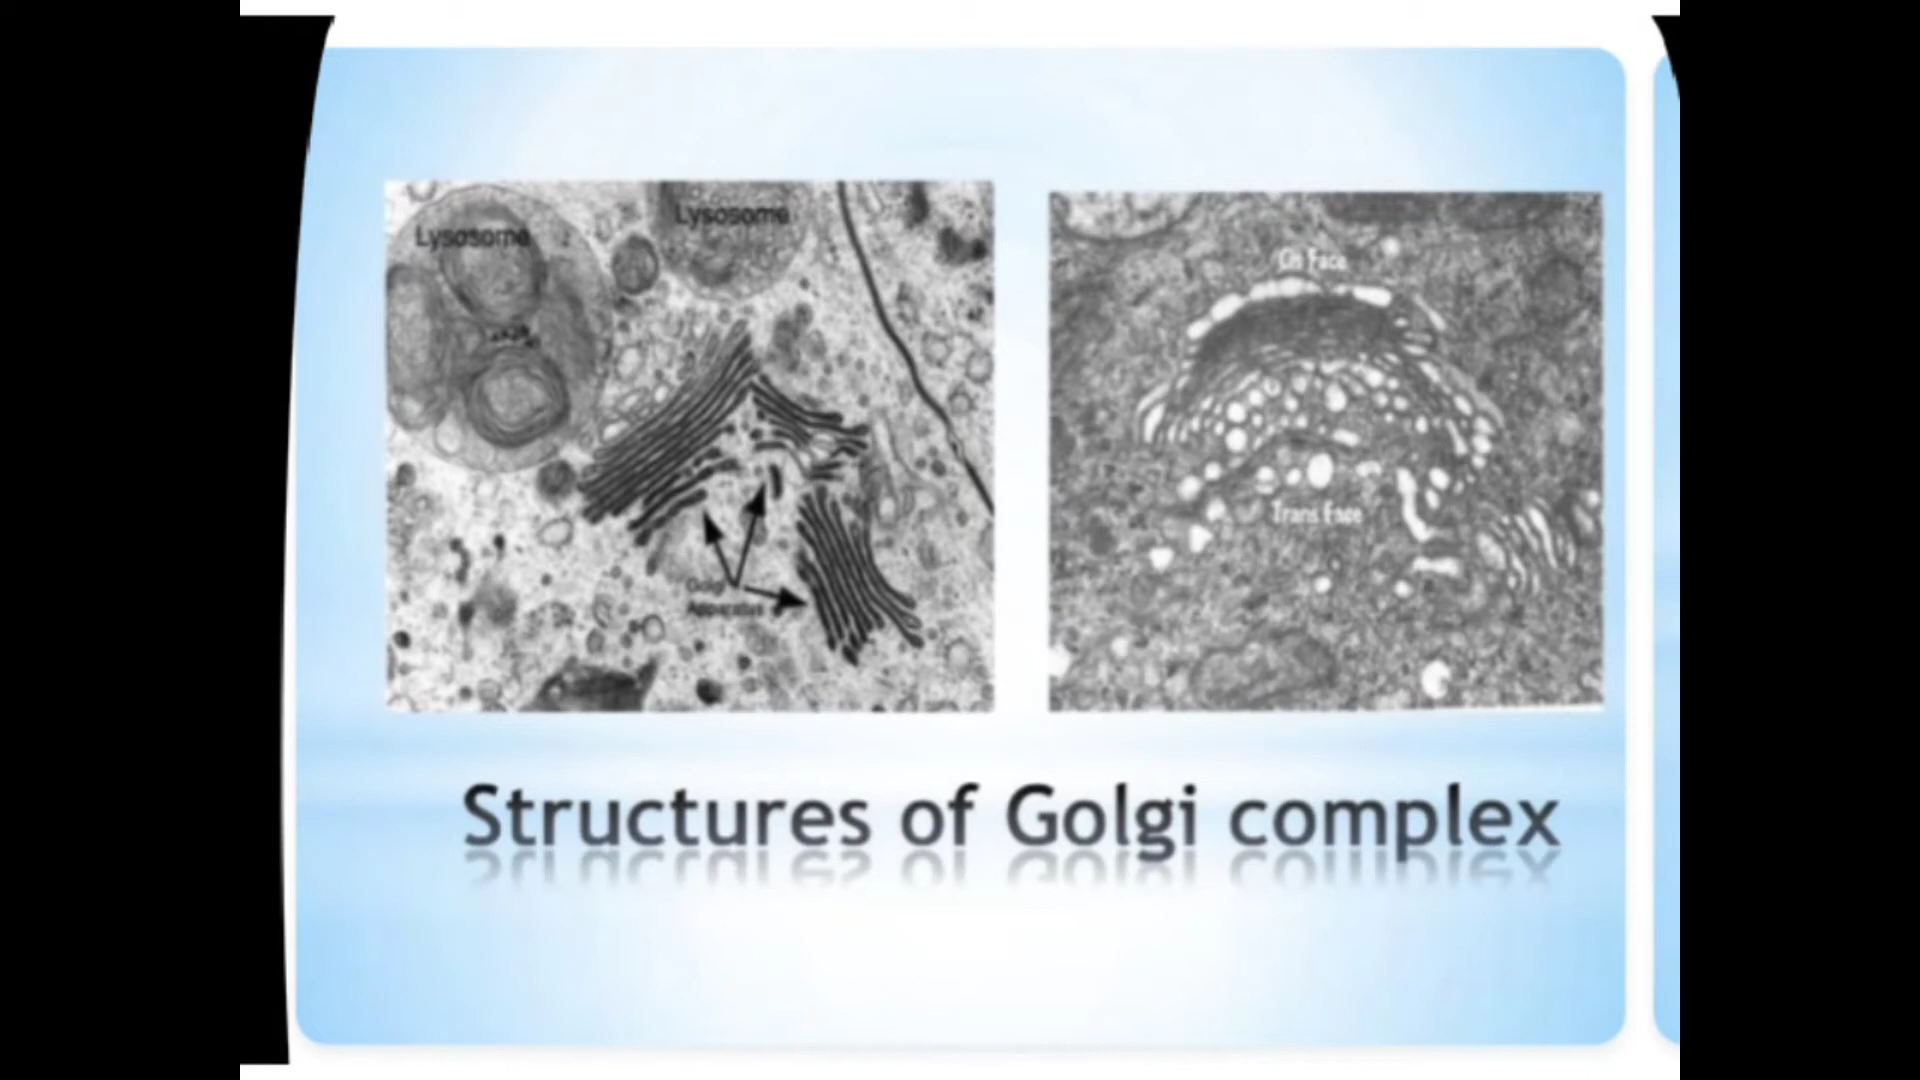 Lysosome
Lysosome
Golgi
Apparatus
Cis Face
Trans Face
Structures of Golgi complex